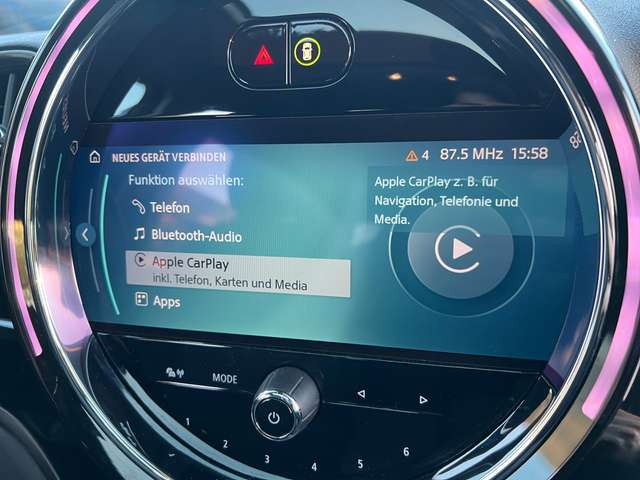 NEUES GERÄT VERBINDEN
4 87.5 MHz 15:58
Funktion auswählen:
Telefon
Bluetooth-Audio
Apple CarPlay
inkl. Telefon, Karten und Media
Apps
Apple CarPlay z. B. für
Navigation, Telefonie und
Media.
MODE
1 2 3 4 5 6